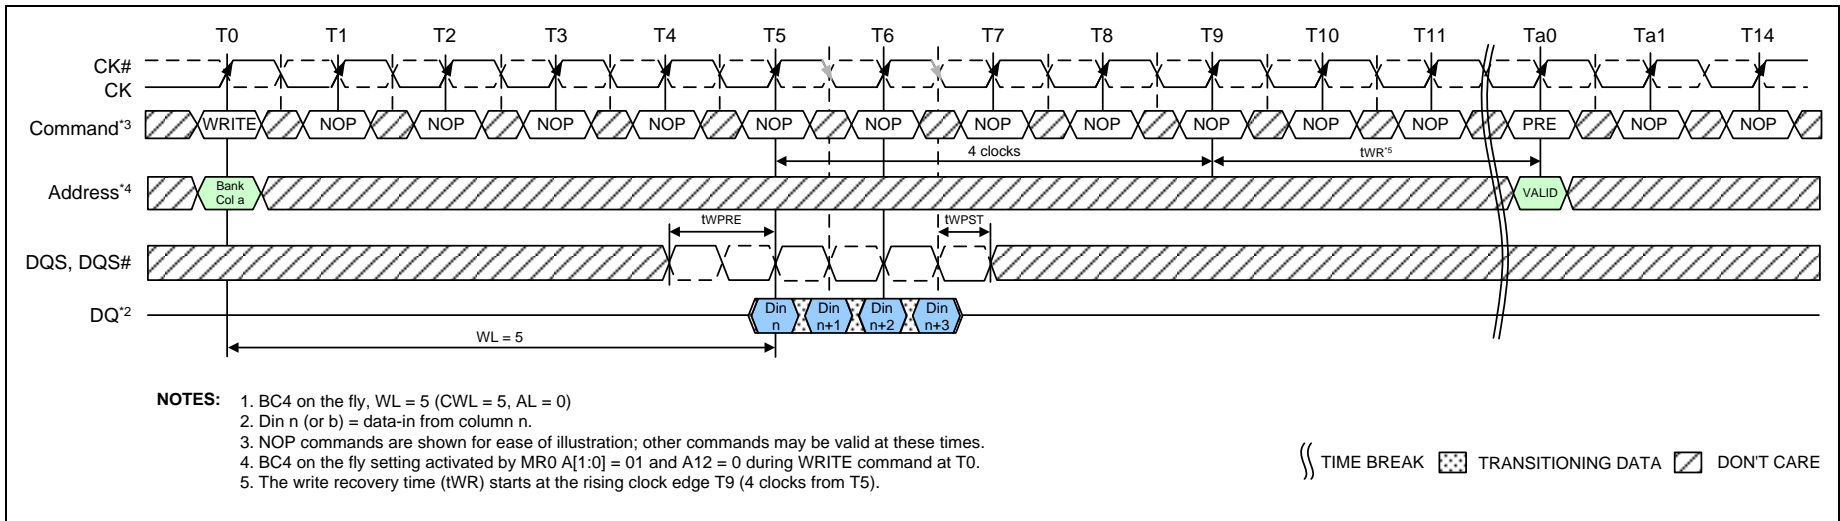 T0 T1 T2 T3 T4 T5 T6 T7 T8 T9 T10 T11 Ta0 Ta1 T14
CK#
CK
Command*3 WRITE NOP NOP NOP NOP NOP NOP NOP NOP NOP NOP NOP PRE NOP NOP
4 clocks tWR*5
Address*4 Bank Col a VALID
tWPRE tWPST
DQS, DQS#
DQ*2 Din n Din n+1 Din n+2 Din n+3
WL = 5
NOTES: 1. BC4 on the fly, WL = 5 (CWL = 5, AL = 0)
2. Din n (or b) = data-in from column n.
3. NOP commands are shown for ease of illustration; other commands may be valid at these times.
4. BC4 on the fly setting activated by MR0 A[1:0] = 01 and A12 = 0 during WRITE command at T0.
5. The write recovery time (tWR) starts at the rising clock edge T9 (4 clocks from T5).
TIME BREAK TRANSITIONING DATA DON'T CARE